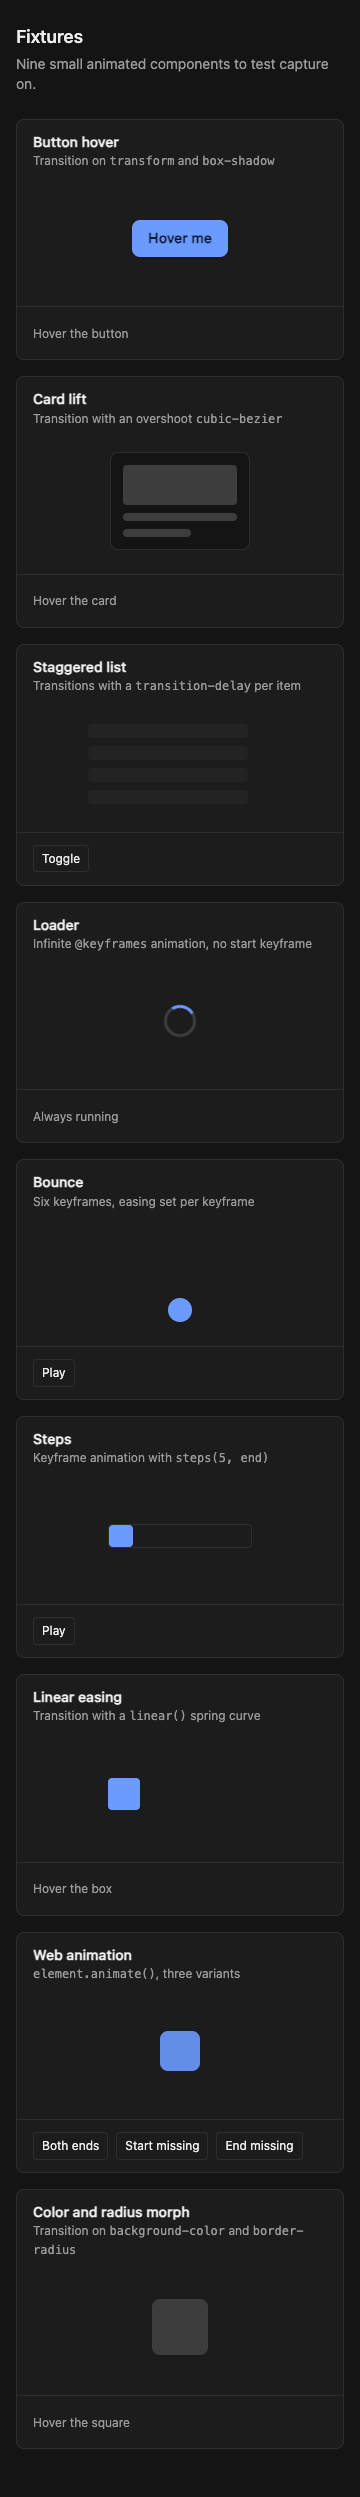 Fixtures
Nine small animated components to test capture
on.
Button hover
Transition on transform and box-shadow
Hover me
Hover the button
Card lift
Transition with an overshoot cubic-bezier
Hover the card
Staggered list
Transitions with a transition-delay per item
Toggle
Loader
Infinite @keyframes animation, no start keyframe
Always running
Bounce
Six keyframes, easing set per keyframe
Play
Steps
Keyframe animation with steps(5, end)
Play
Linear easing
Transition with a linear() spring curve
Hover the box
Web animation
element.animate(), three variants
Both ends Start missing End missing
Color and radius morph
Transition on background-color and border-
radius
Hover the square